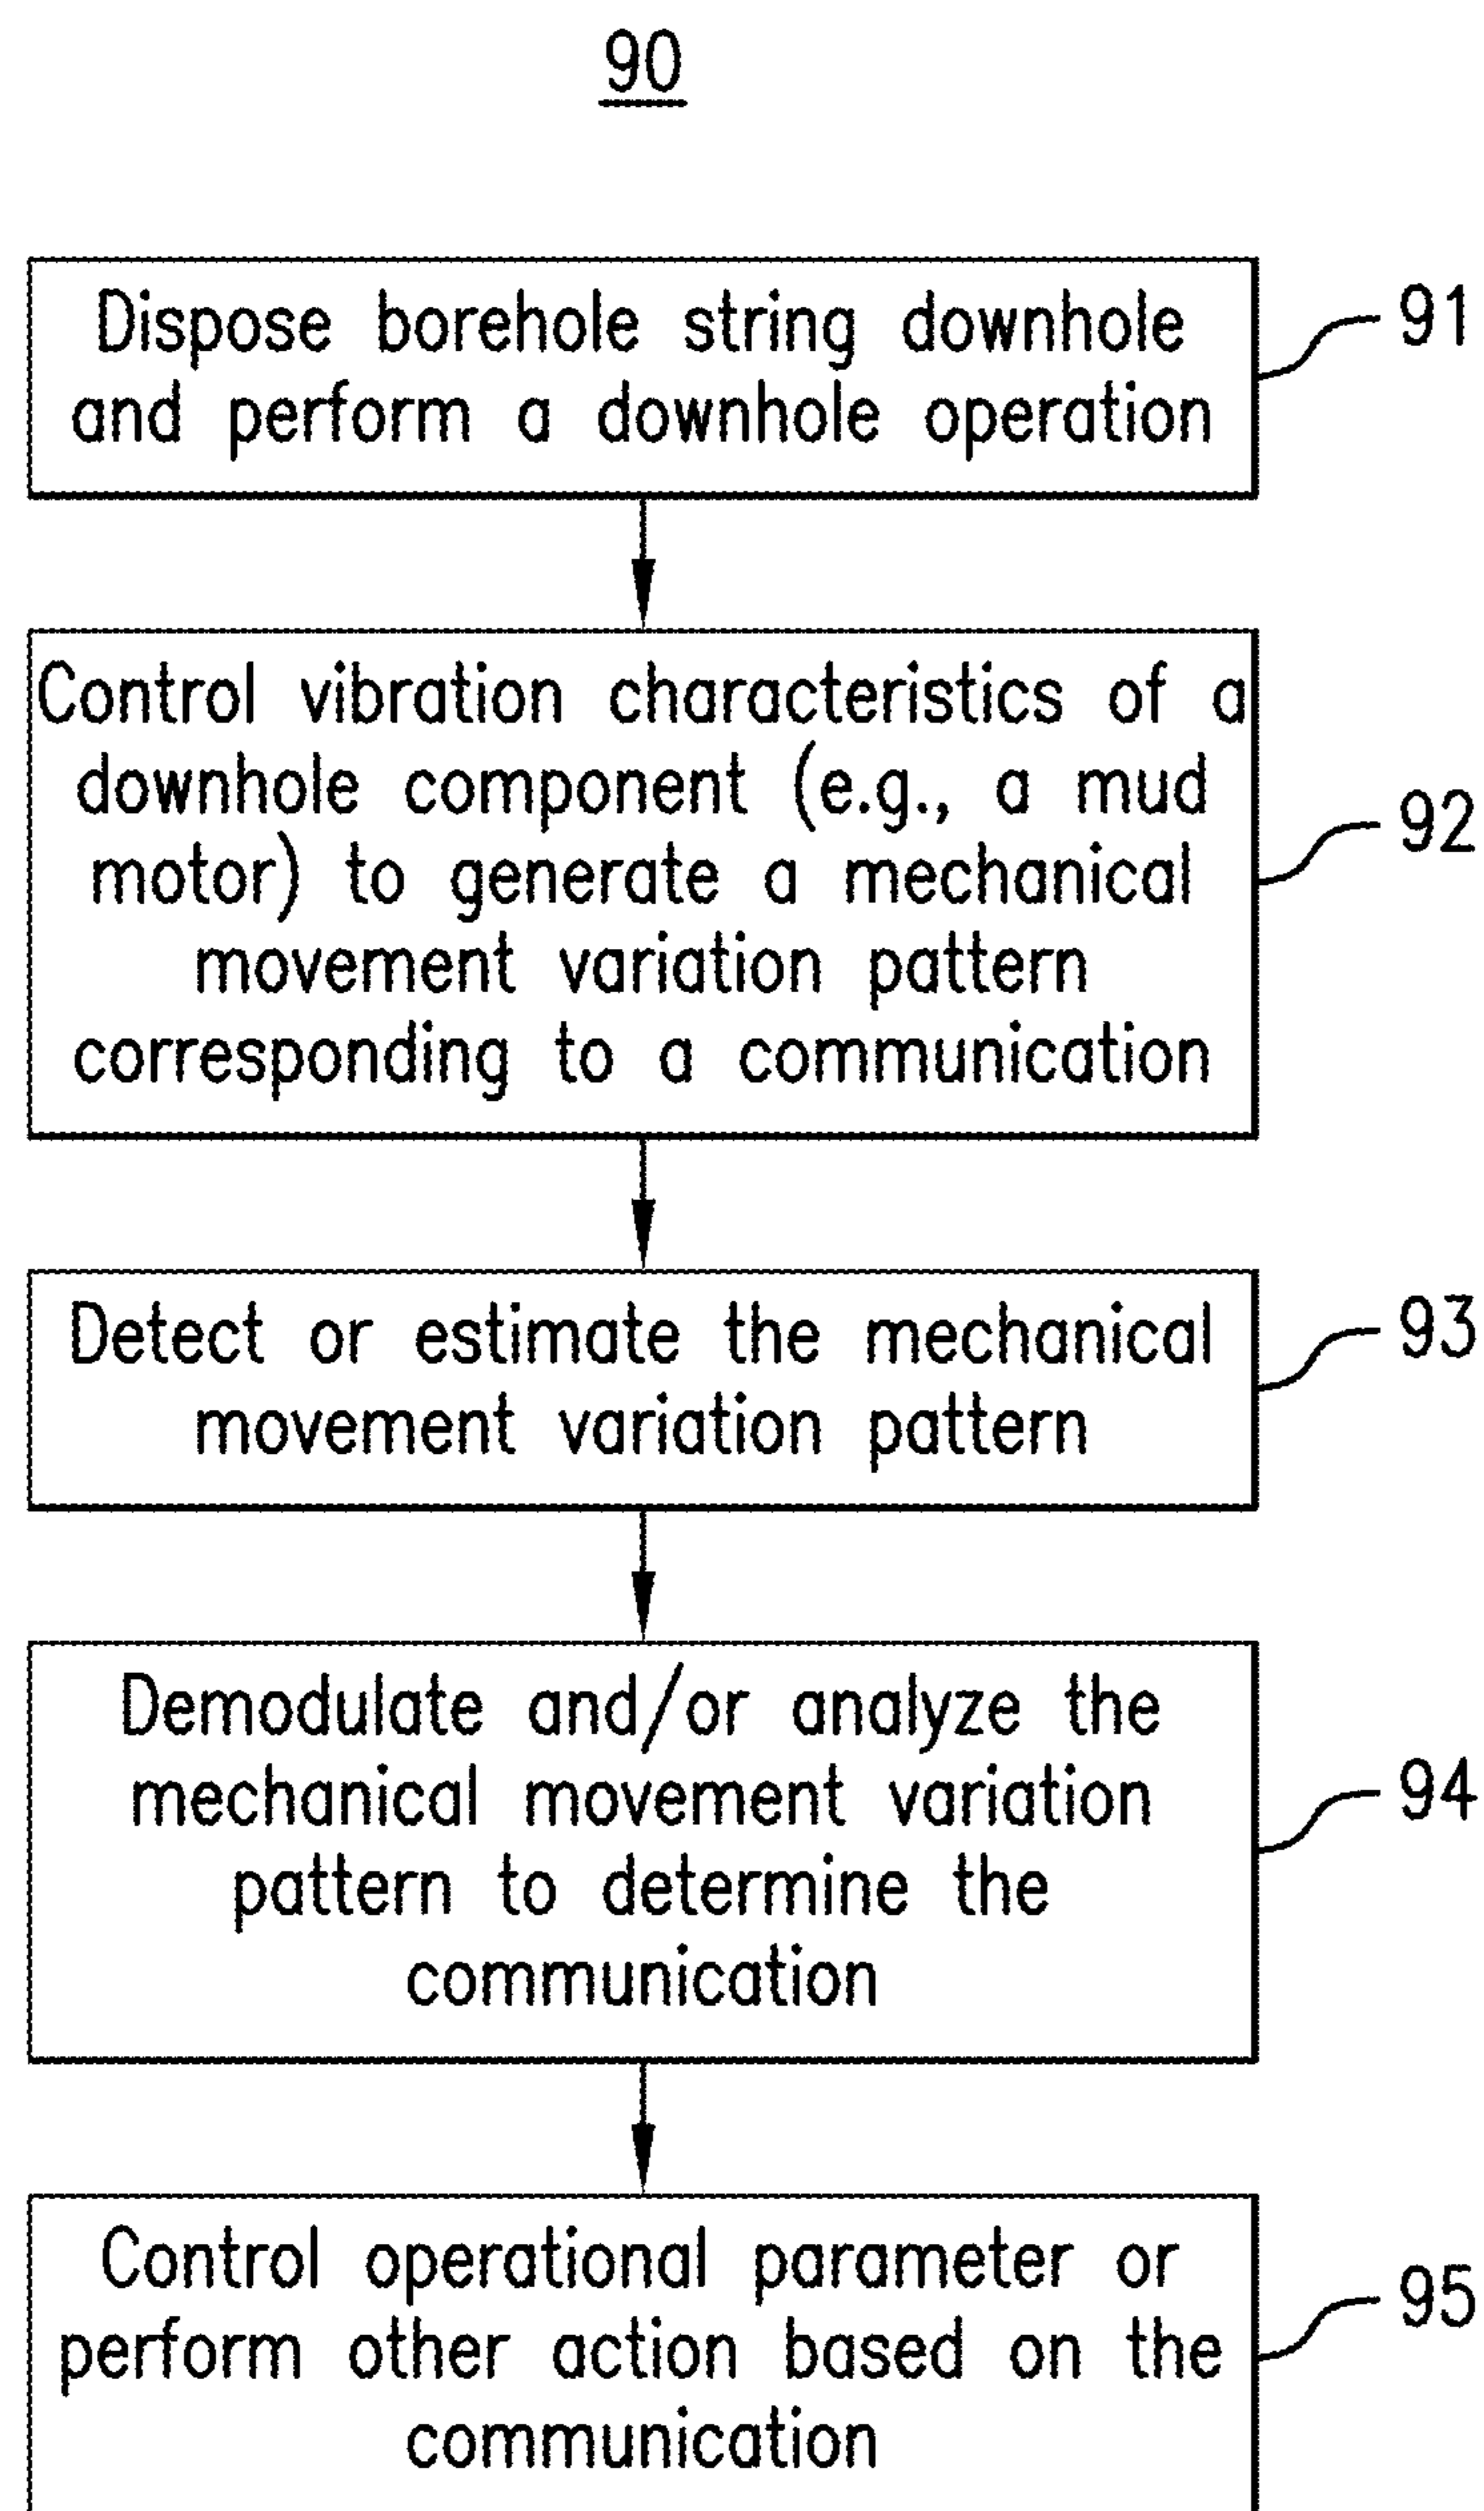 90
Dispose borehole string downhole
and perform a downhole operation
91
Control vibration characteristics of a
downhole component (e.g., a mud
motor) to generate a mechanical
movement variation pattern
corresponding to a communication
92
Detect or estimate the mechanical
movement variation pattern
93
Demodulate and/or analyze the
mechanical movement variation
pattern to determine the
communication
94
Control operational parameter or
perform other action based on the
communication
95